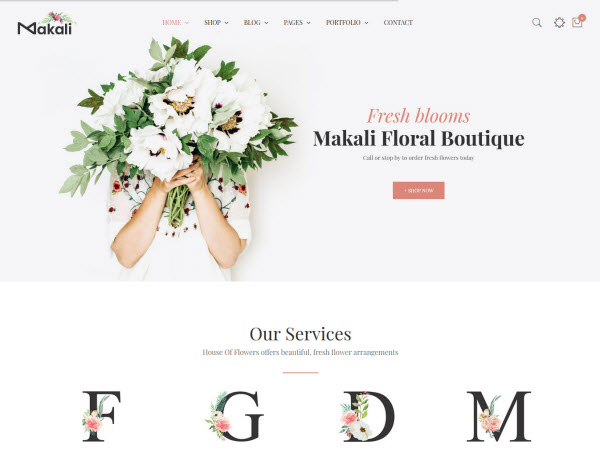 Makali
HOME SHOP BLOG PAGES PORTFOLIO CONTACT
Fresh blooms
Makali Floral Boutique
Call or stop by to order fresh flowers today
+ SHOP NOW
Our Services
House Of Flowers offers beautiful, fresh flower arrangements
F G D M